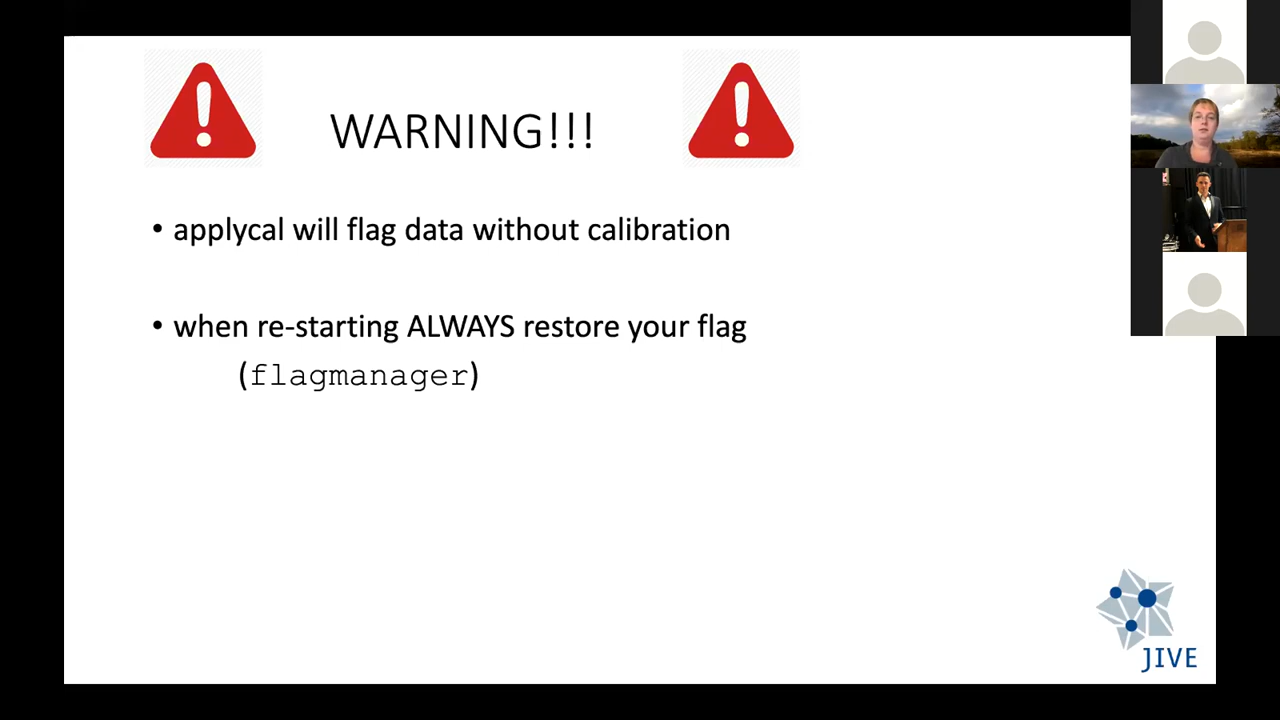 WARNING!!!
• applycal will flag data without calibration
• when re-starting ALWAYS restore your flag
(flagmanager)
JIVE